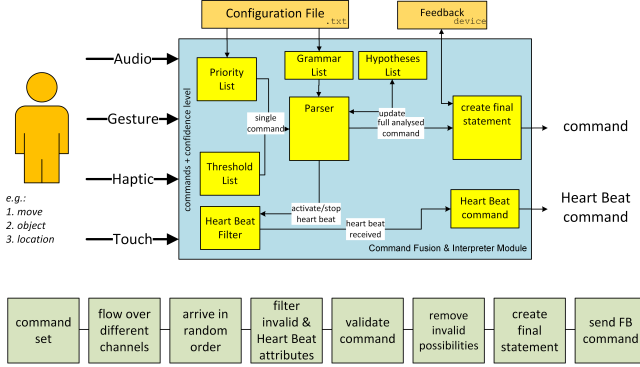 Configuration File
.txt
Feedback
device
Audio
Gesture
Haptic
Touch
e.g.:
1. move
2. object
3. location
commands + confidence level
Priority
List
Grammar
List
Hypotheses
List
single
command
Parser
update
full analysed
command
create final
statement
command
Threshold
List
activate/stop
heart beat
Heart Beat
Filter
heart beat
received
Heart Beat
command
Heart Beat
command
Command Fusion & Interpreter Module
command
set
flow over
different
channels
arrive in
random
order
filter
invalid &
Heart Beat
attributes
validate
command
remove
invalid
possibilities
create
final
statement
send FB
command